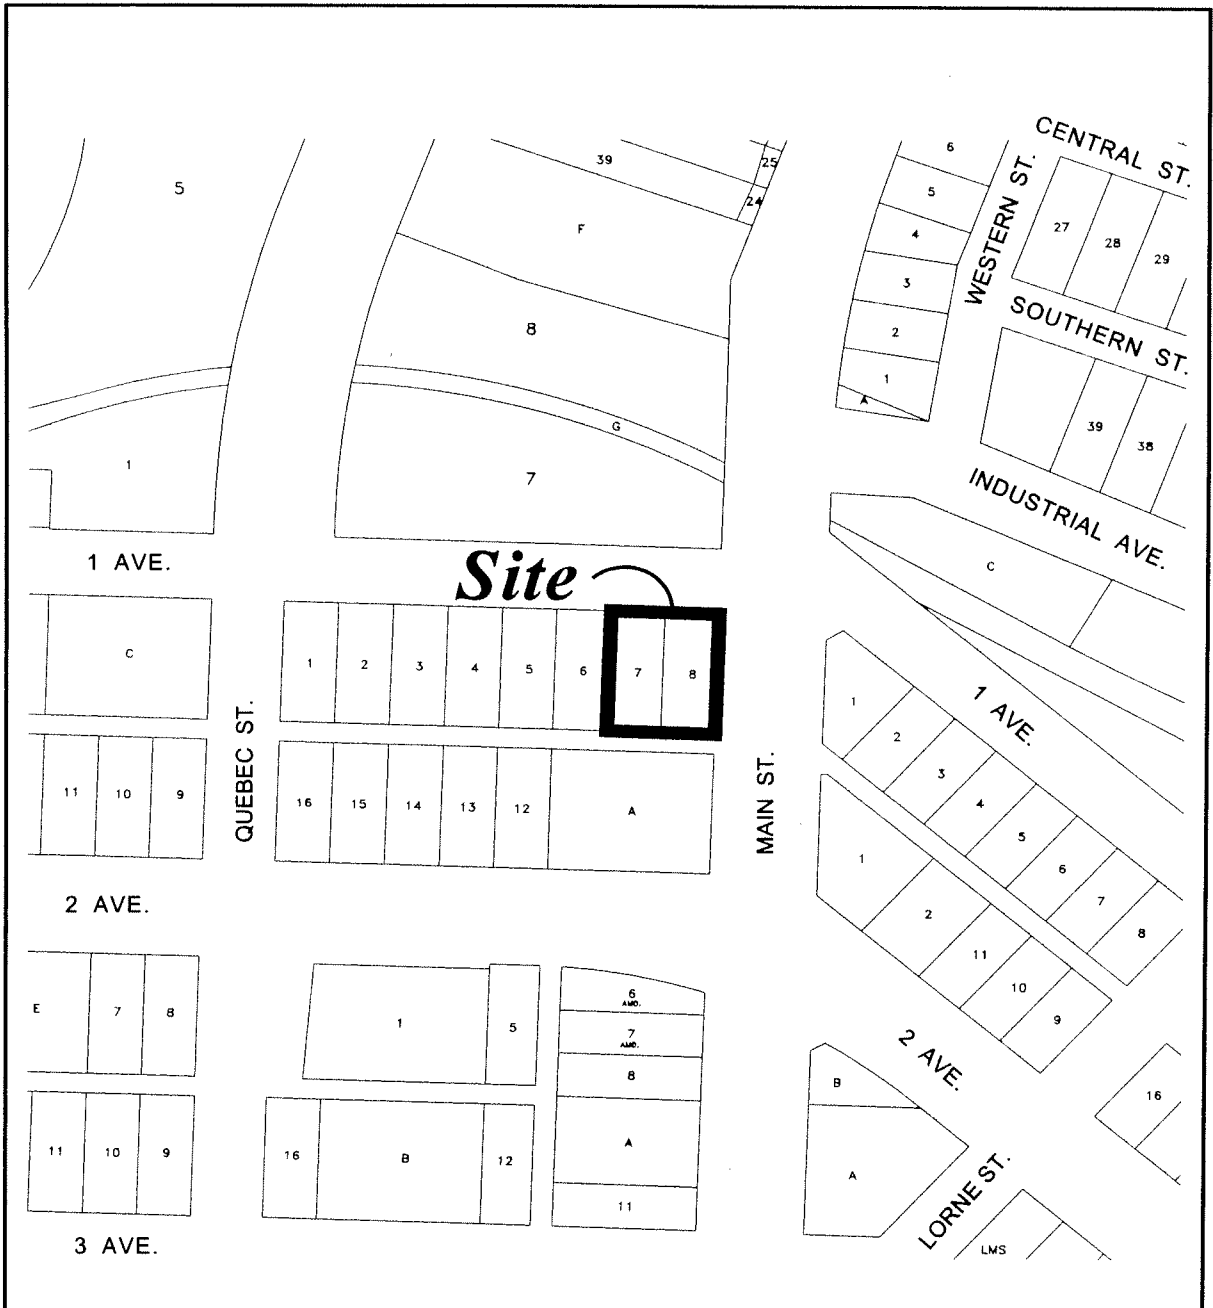 CENTRAL ST.
6
39
25
5
5
WESTERN ST.
24
27
F
4
28
29
3
SOUTHERN ST.
8
2
1
A
G
39
38
1
7
INDUSTRIAL AVE.
1 AVE.
Site
C
C
1
2
3
4
5
6
7
8
1 AVE.
1
2
QUEBEC ST.
3
11
10
9
16
15
14
13
12
A
MAIN ST.
4
5
6
7
8
1
2
11
10
9
2 AVE.
E
7
8
1
5
6
AMD.
7
AMD.
8
2 AVE.
B
16
11
10
9
16
B
12
A
11
A
LORNE ST.
3 AVE.
LMS